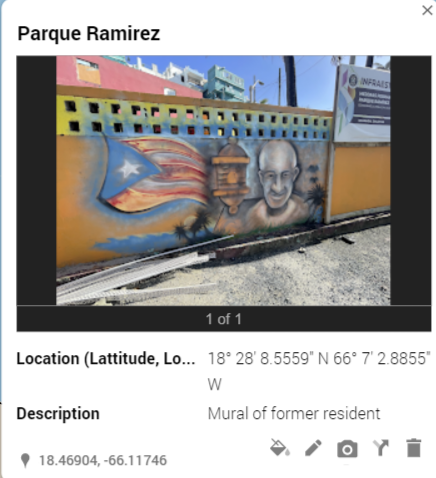 Parque Ramirez
INFRAEST
1 of 1
Location (Lattitude, Lo... 18° 28' 8.5559" N 66° 7' 2.8855"
W
Description Mural of former resident
18.46904, -66.11746